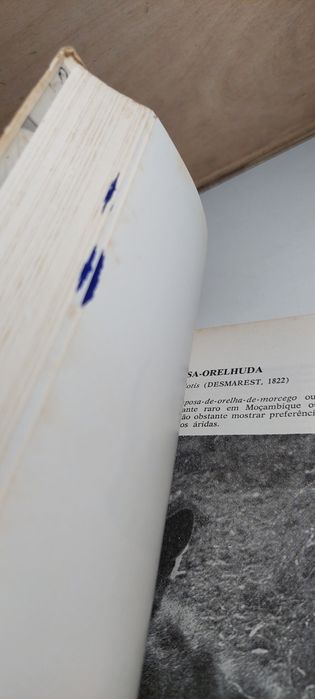 SA-ORELHUDA
otis (DESMAREST, 1822)
posa-de-orelha-de-morcego ou
ante raro em Moçambique o
ão obstante mostrar preferênci
os áridas.